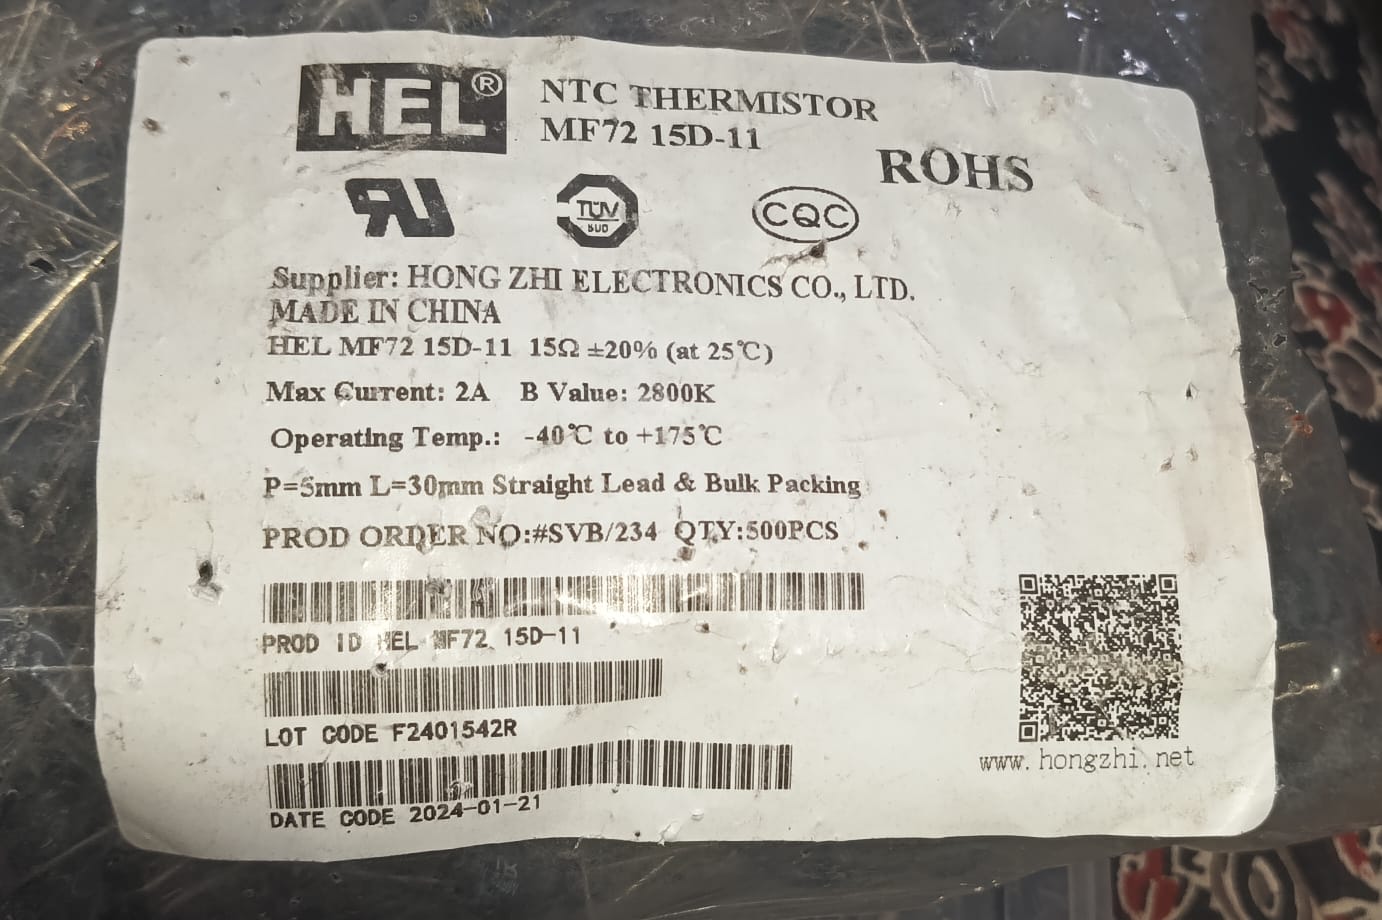 HEL®
NTC THERMISTOR
MF72 15D-11
ROHS
RU
TÜV
SUD
CQC
Supplier: HONG ZHI ELECTRONICS CO., LTD.
MADE IN CHINA
HEL MF72 15D-11 15Ω ±20% (at 25℃)
Max Current: 2A B Value: 2800K
Operating Temp.: -40℃ to +175℃
P=5mm L=30mm Straight Lead & Bulk Packing
PROD ORDER NO:#SVB/234 QTY:500PCS
PROD ID HEL MF72 15D-11
LOT CODE F2401542R
DATE CODE 2024-01-21
www.hongzhi.net